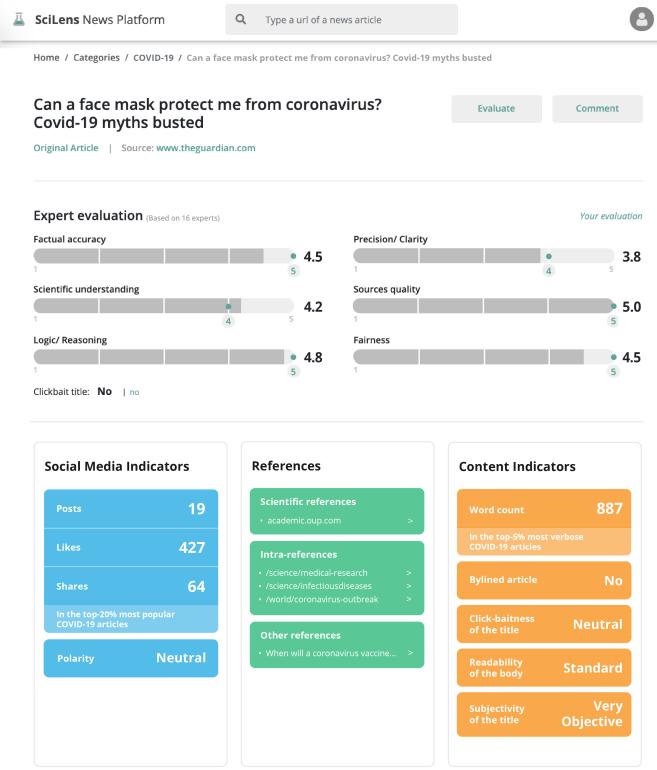 SciLens News Platform
Type a url of a news article
Home / Categories / COVID-19 / Can a face mask protect me from coronavirus? Covid-19 myths busted
Can a face mask protect me from coronavirus?
Covid-19 myths busted
Evaluate
Comment
Original Article | Source: www.theguardian.com
Expert evaluation (Based on 16 experts)
Your evaluation
Factual accuracy
4.5
1
5
Precision/ Clarity
3.8
1
4
5
Scientific understanding
4.2
1
4
5
Sources quality
5.0
1
5
Logic/ Reasoning
4.8
1
5
Fairness
4.5
1
5
Clickbait title: No | no
Social Media Indicators
Posts 19
Likes 427
Shares 64
In the top-20% most popular
COVID-19 articles
Polarity Neutral
References
Scientific references
• academic.oup.com >
Intra-references
• /science/medical-research >
• /science/infectiousdiseases >
• /world/coronavirus-outbreak >
Other references
• When will a coronavirus vaccine... >
Content Indicators
Word count 887
In the top-5% most verbose
COVID-19 articles
Bylined article No
Click-baitness
of the title
Neutral
Readability
of the body
Standard
Subjectivity
of the title
Very
Objective